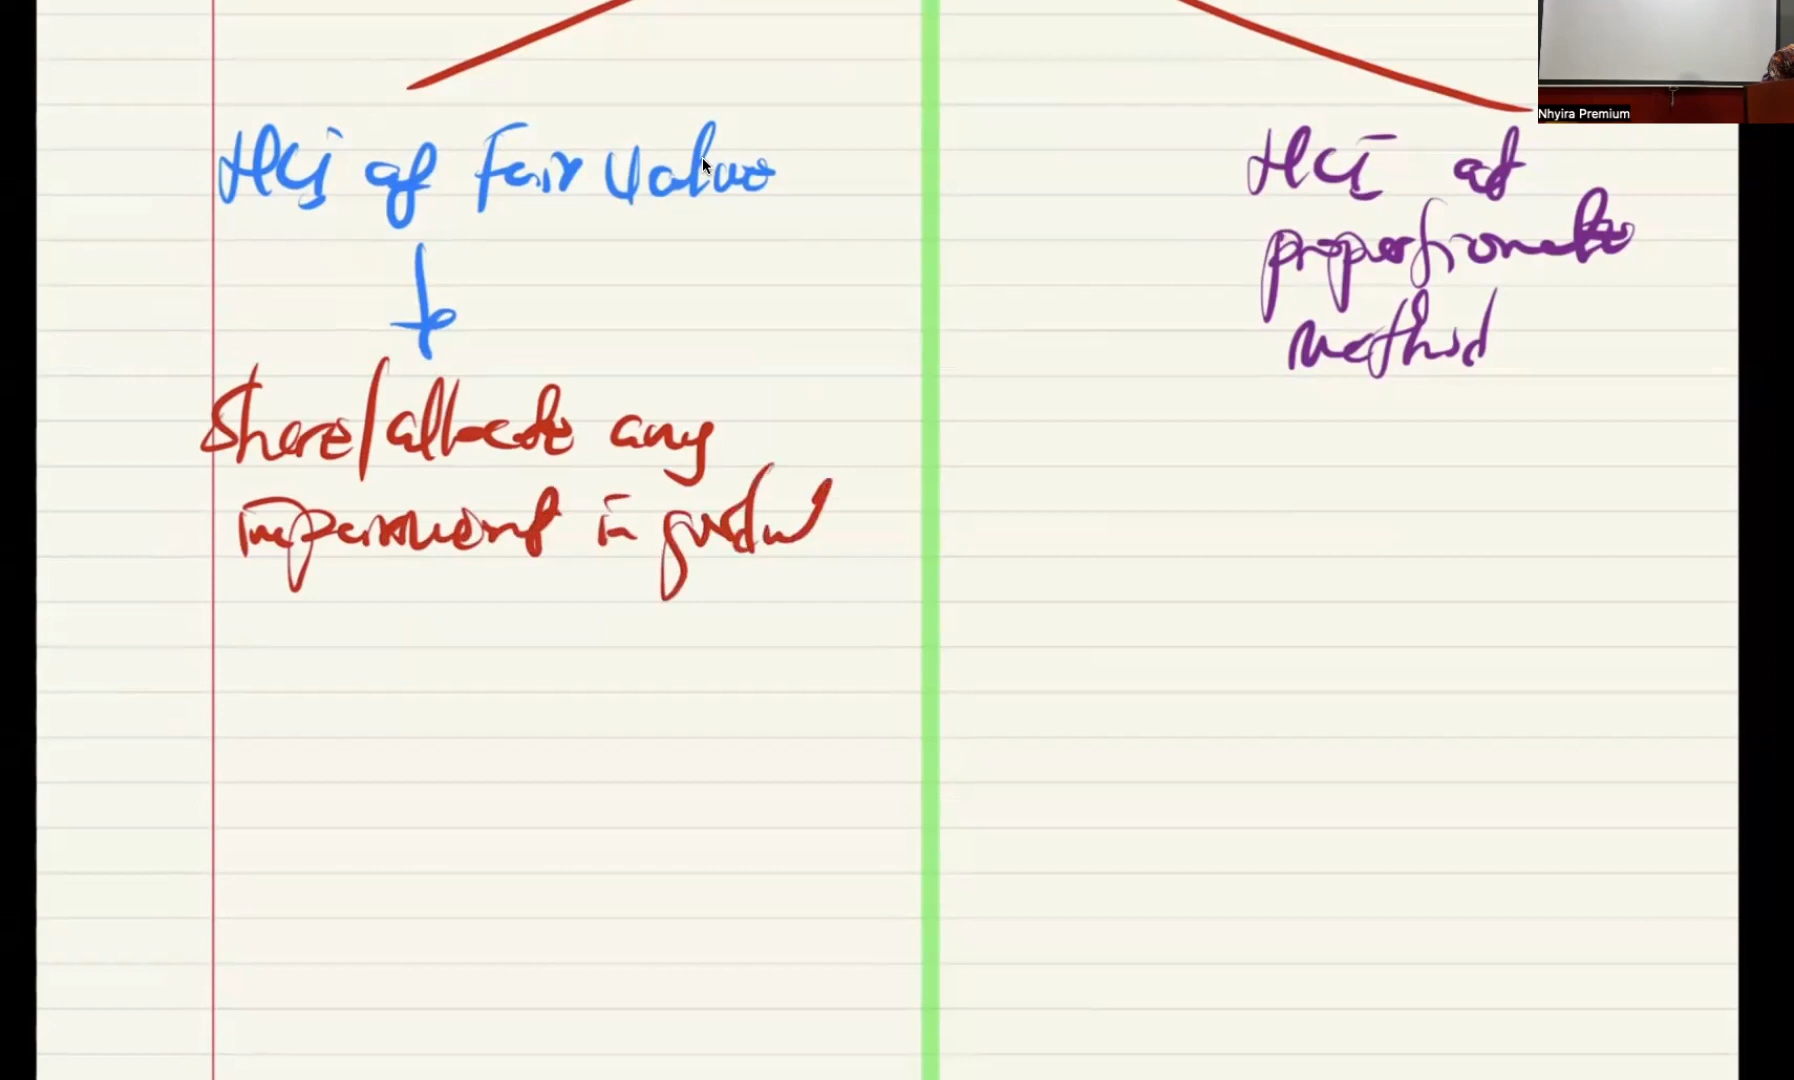 NCI at Fair Value
Share/allocate any
impairment in goodwill
NCI at
proportionate
method
Nhyira Premium